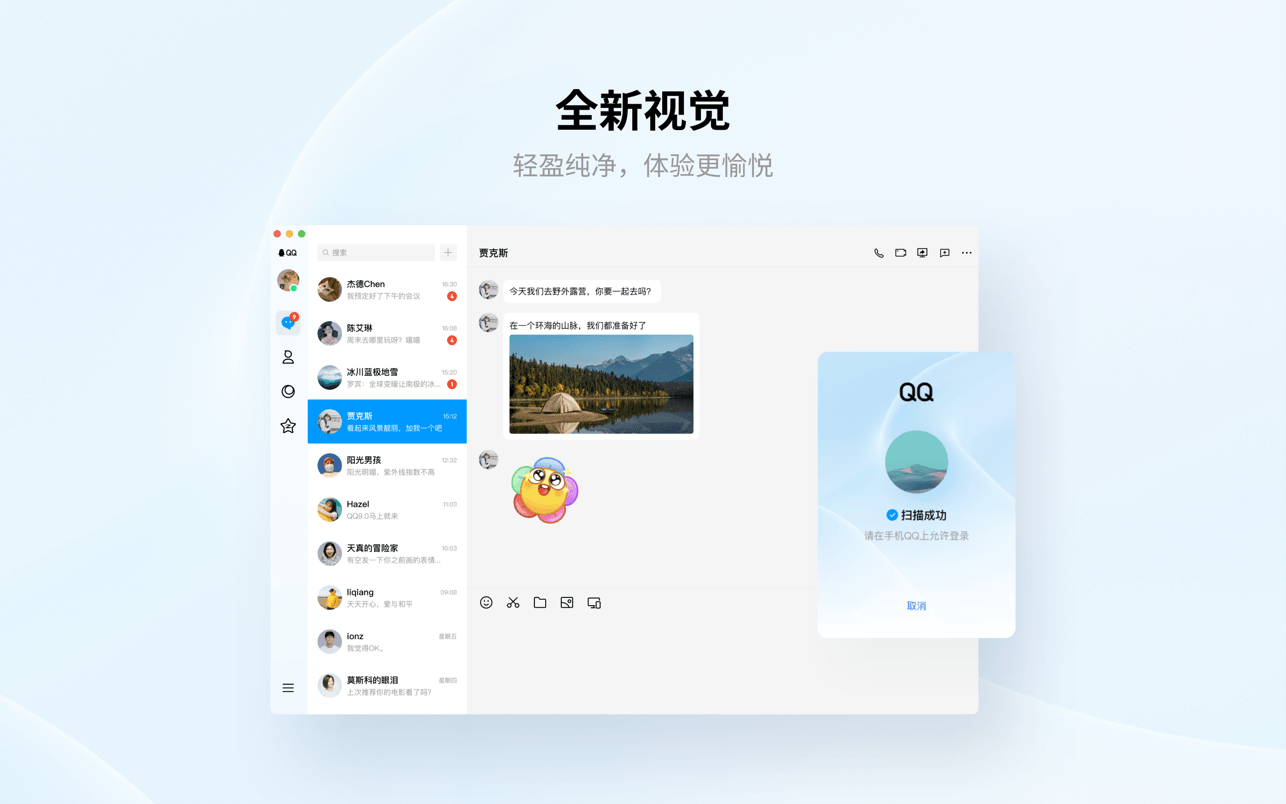 全新视觉
轻盈纯净，体验更愉悦
QQ
搜索
9
杰德Chen 16:30
我预定好了下午的会议 4
陈艾琳 16:08
周末去哪里玩呀？嘻嘻 4
冰川蓝极地雪 15:20
罗宾：全球变暖让南极的冰... 1
贾克斯 15:12
看起来风景靓丽，加我一个吧
阳光男孩 12:32
阳光明媚，紫外线指数不高
Hazel 11:03
QQ9.0马上就来
天真的冒险家 10:03
有空发一下你之前画的表情...
liqiang 09:08
天天开心，爱与和平
ionz 星期五
我觉得OK。
莫斯科的眼泪 星期四
上次推荐你的电影看了吗？
贾克斯
今天我们去野外露营，你要一起去吗？
在一个环海的山脉，我们都准备好了
QQ
扫描成功
请在手机QQ上允许登录
取消